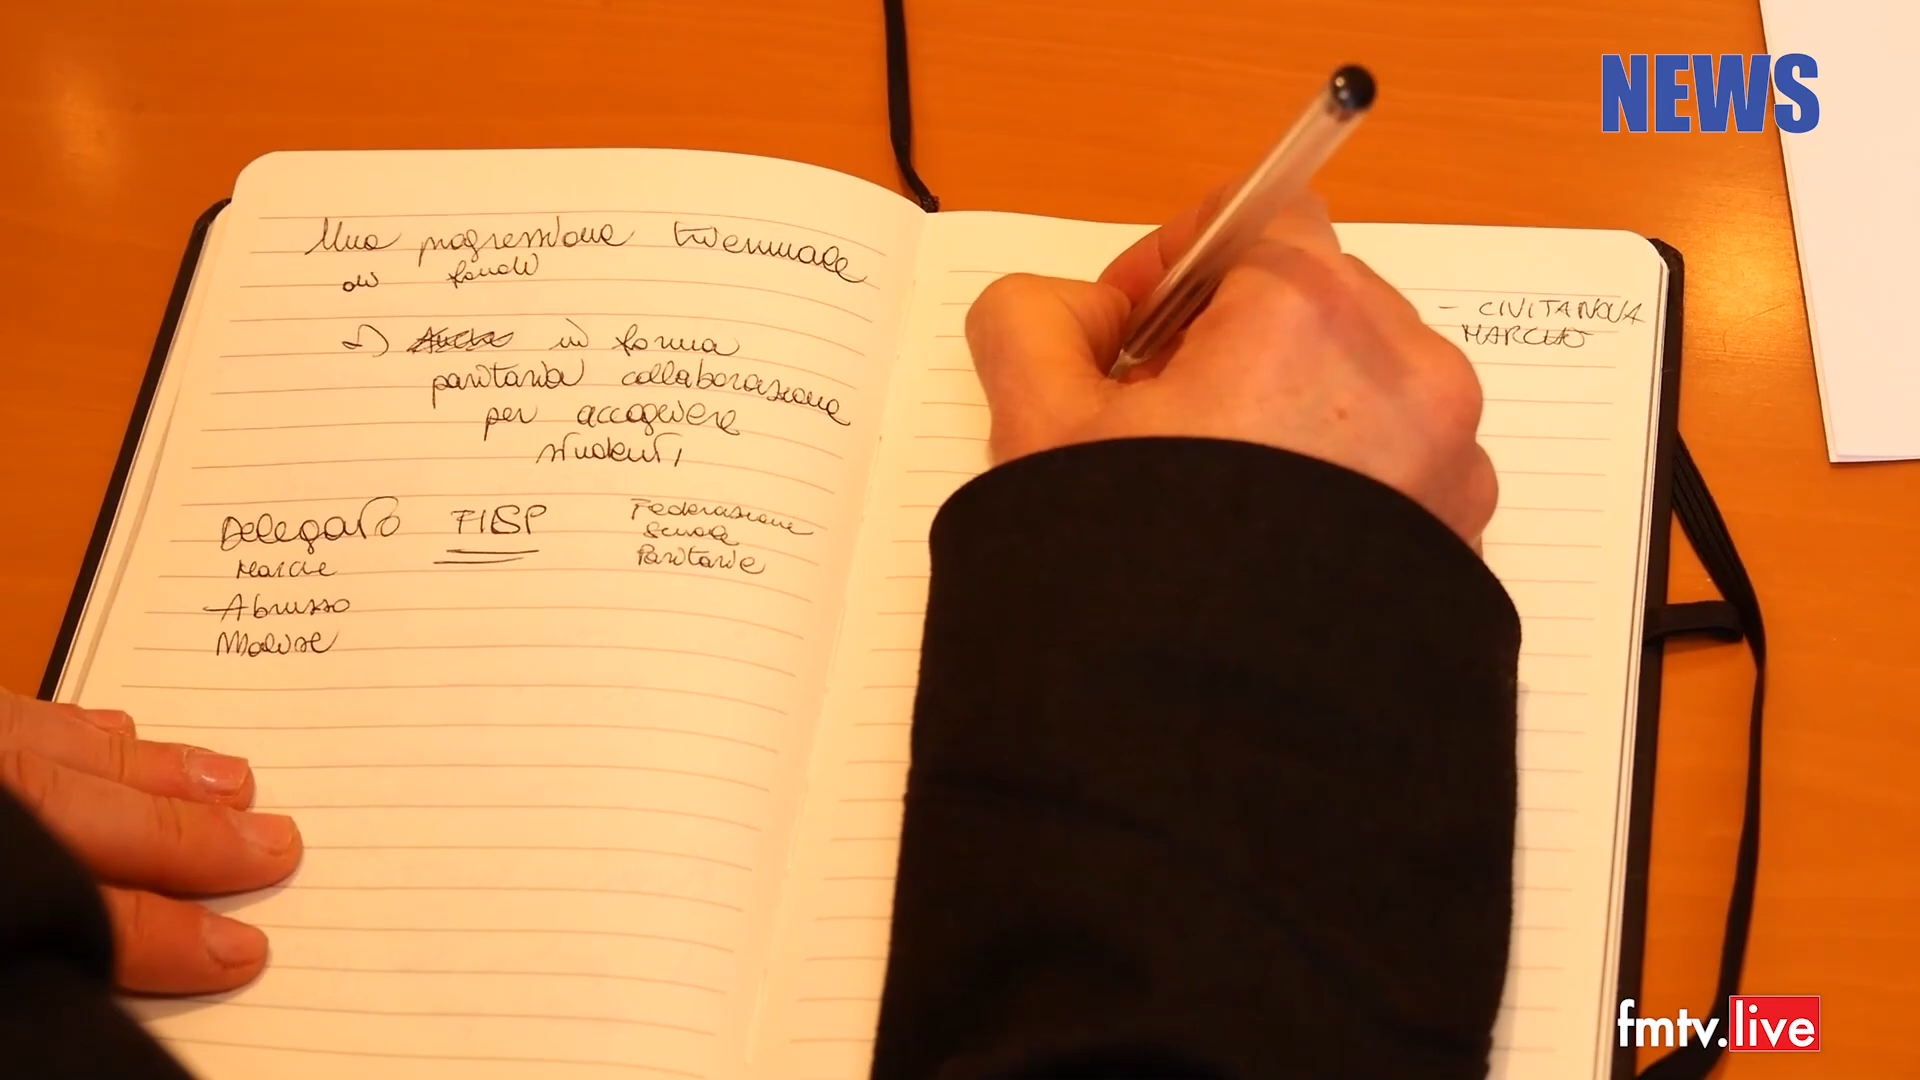 NEWS
Una progressione triennale
di fondi
in forma
paritaria collaborazione
per accogliere
studenti
Delegato FISP Federazione
Scuole
Marche Paritarie
Abruzzo
Molise
- CIVITANOVA
MARCHE
fmtv.live